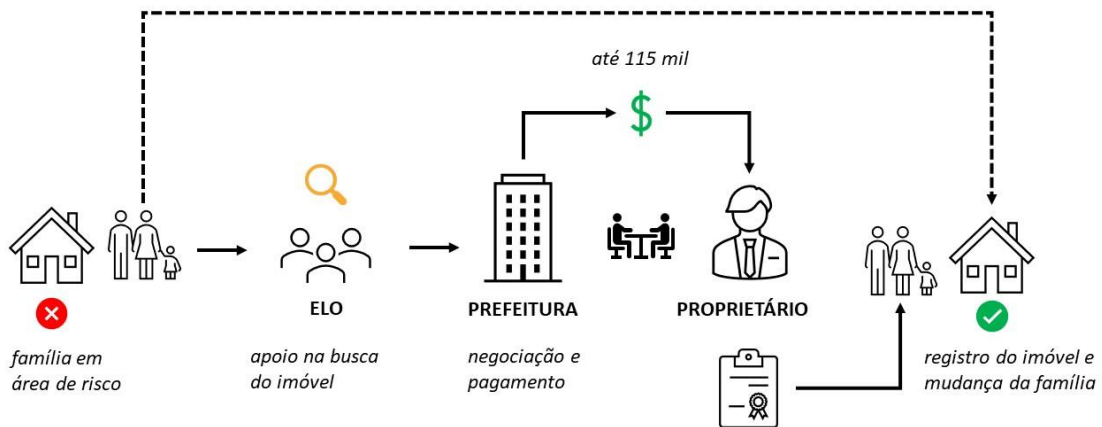 até 115 mil
$
ELO
PREFEITURA
PROPRIETÁRIO
família em
área de risco
apoio na busca
do imóvel
negociação e
pagamento
registro do imóvel e
mudança da família